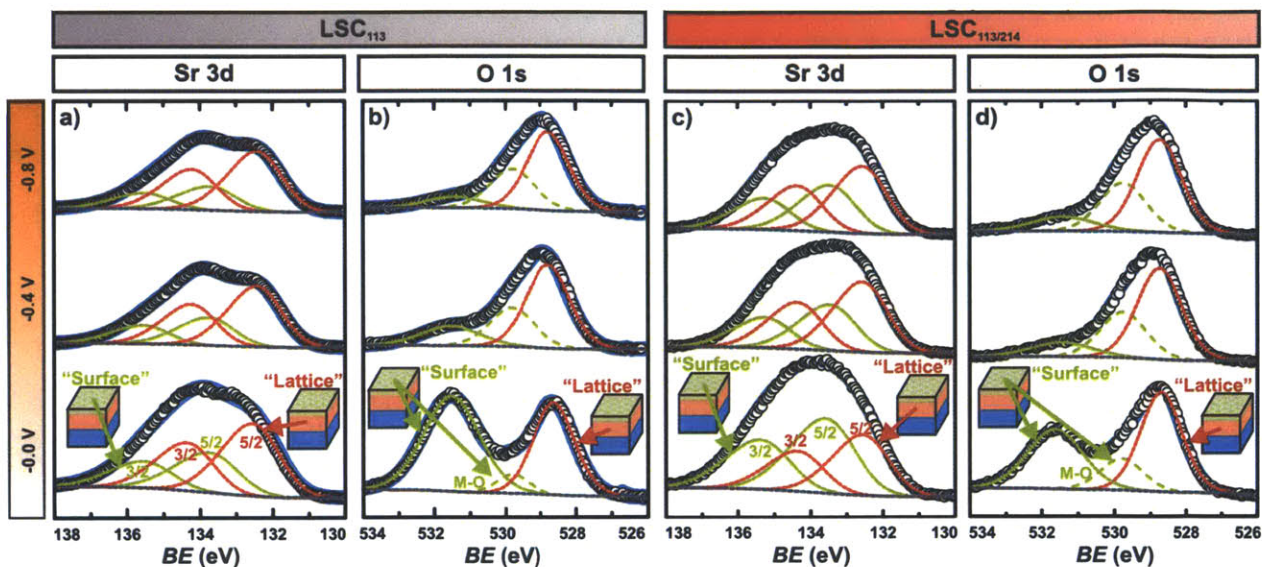 LSC113
LSC113/214
Sr 3d
O 1s
Sr 3d
O 1s
a)
b)
c)
d)
-0.8 V
-0.4 V
-0.0 V
"Surface"
"Lattice"
3/2
3/2
5/2
5/2
"Surface"
"Lattice"
M-O
"Surface"
"Lattice"
3/2
3/2
5/2
5/2
"Surface"
"Lattice"
M-O
138 136 134 132 130
534 532 530 528 526
138 136 134 132 130
534 532 530 528 526
BE (eV)
BE (eV)
BE (eV)
BE (eV)